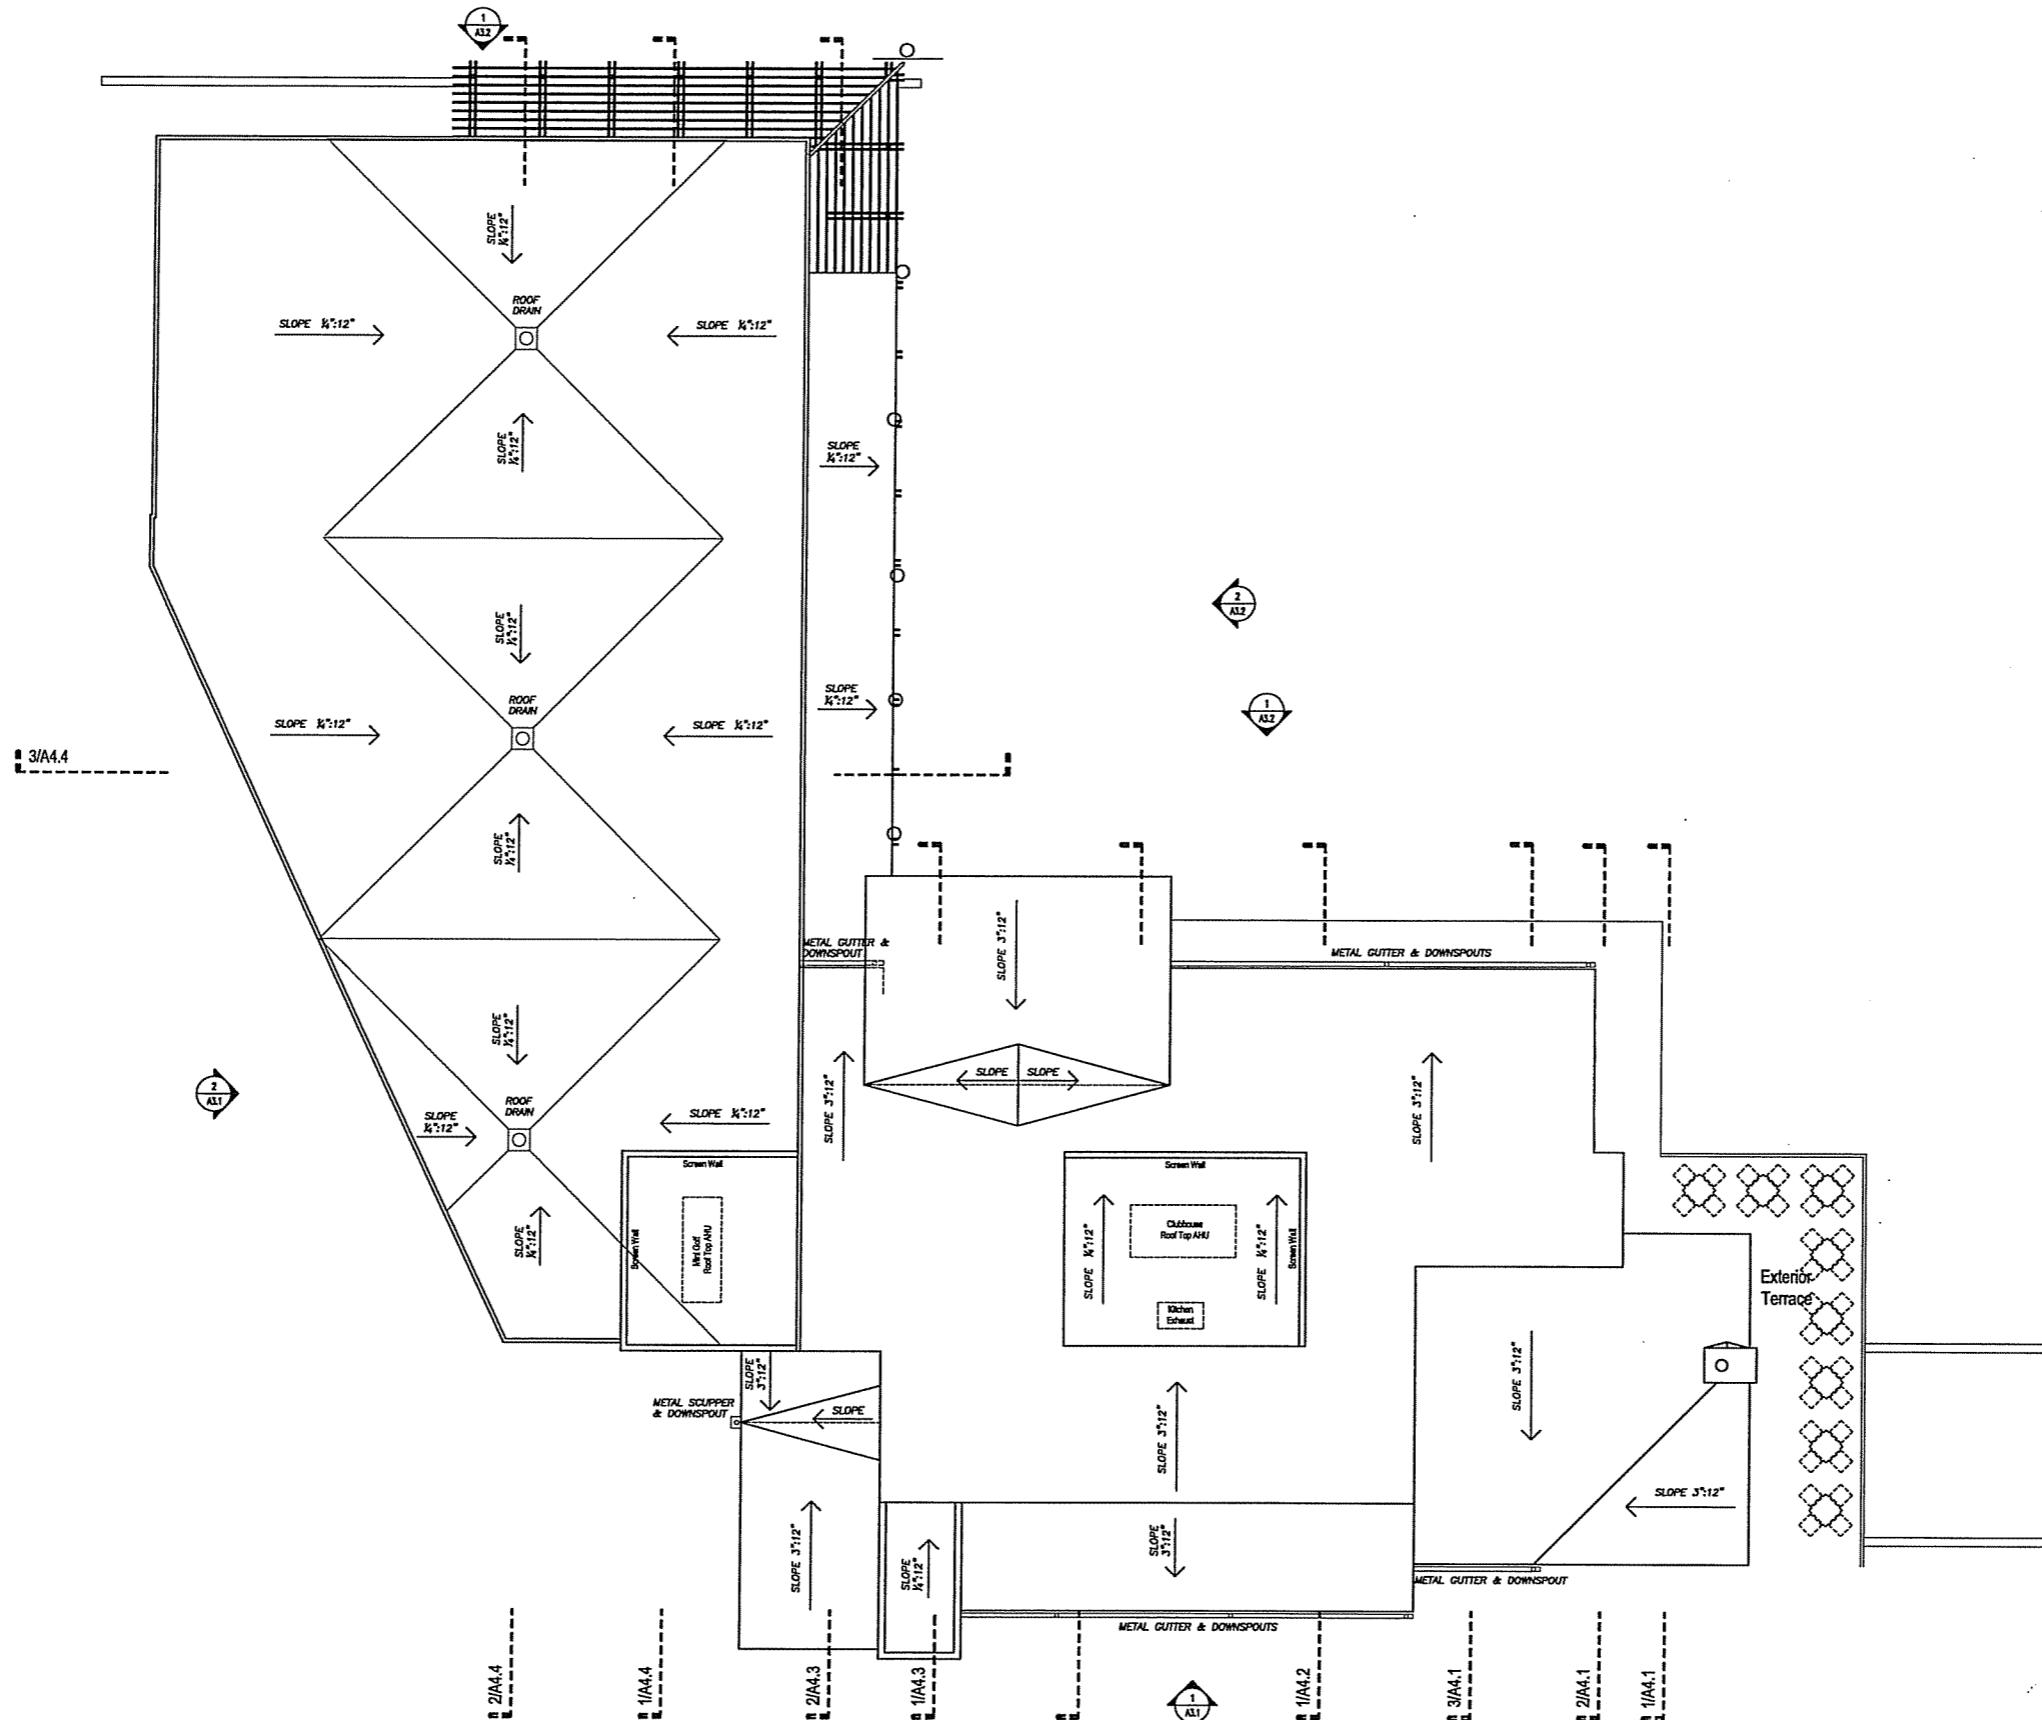 1
A3.2
SLOPE
¼":12"
ROOF
DRAIN
SLOPE ¼":12"
SLOPE ¼":12"
SLOPE
¼":12"
SLOPE
¼":12"
SLOPE
¼":12"
2
A3.2
ROOF
DRAIN
SLOPE ¼":12"
SLOPE ¼":12"
SLOPE
¼":12"
1
A3.2
3/A4.4
SLOPE
¼":12"
METAL GUTTER &
DOWNSPOUT
SLOPE 3":12"
METAL GUTTER & DOWNSPOUTS
SLOPE
¼":12"
2
A3.1
ROOF
DRAIN
SLOPE
¼":12"
SLOPE ¼":12"
SLOPE 3":12"
SLOPE
SLOPE
SLOPE 3":12"
Screen Wall
Screen Wall
SLOPE
¼":12"
Screen Wall
Mini Golf
Roof Top AHU
SLOPE ¼":12"
Clubhouse
Roof Top AHU
SLOPE ¼":12"
Screen Wall
Kitchen
Exhaust
Exterior
Terrace
SLOPE
3":12"
METAL SCUPPER
& DOWNSPOUT
SLOPE
SLOPE 3":12"
SLOPE 3":12"
SLOPE 3":12"
SLOPE 3":12"
SLOPE
¼":12"
SLOPE
3":12"
METAL GUTTER & DOWNSPOUT
METAL GUTTER & DOWNSPOUTS
2/A4.4
1/A4.4
2/A4.3
1/A4.3
1
A3.1
1/A4.2
3/A4.1
2/A4.1
1/A4.1